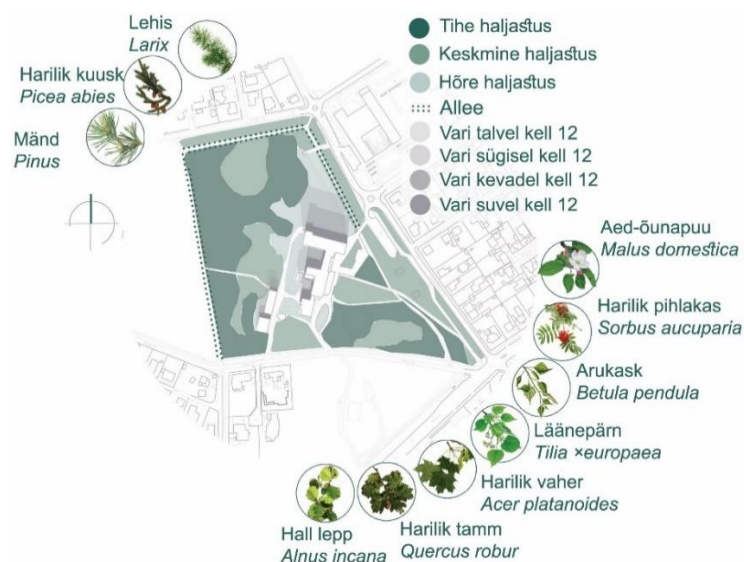 Lehis
Larix
Harilik kuusk
Picea abies
Mänd
Pinus
Tihe haljastus
Keskmine haljastus
Hõre haljastus
Allee
Vari talvel kell 12
Vari sügisel kell 12
Vari kevadel kell 12
Vari suvel kell 12
Aed-õunapuu
Malus domestica
Harilik pihlakas
Sorbus aucuparia
Arukask
Betula pendula
Läänepärn
Tilia ×europaea
Harilik vaher
Acer platanoides
Harilik tamm
Quercus robur
Hall lepp
Alnus incana